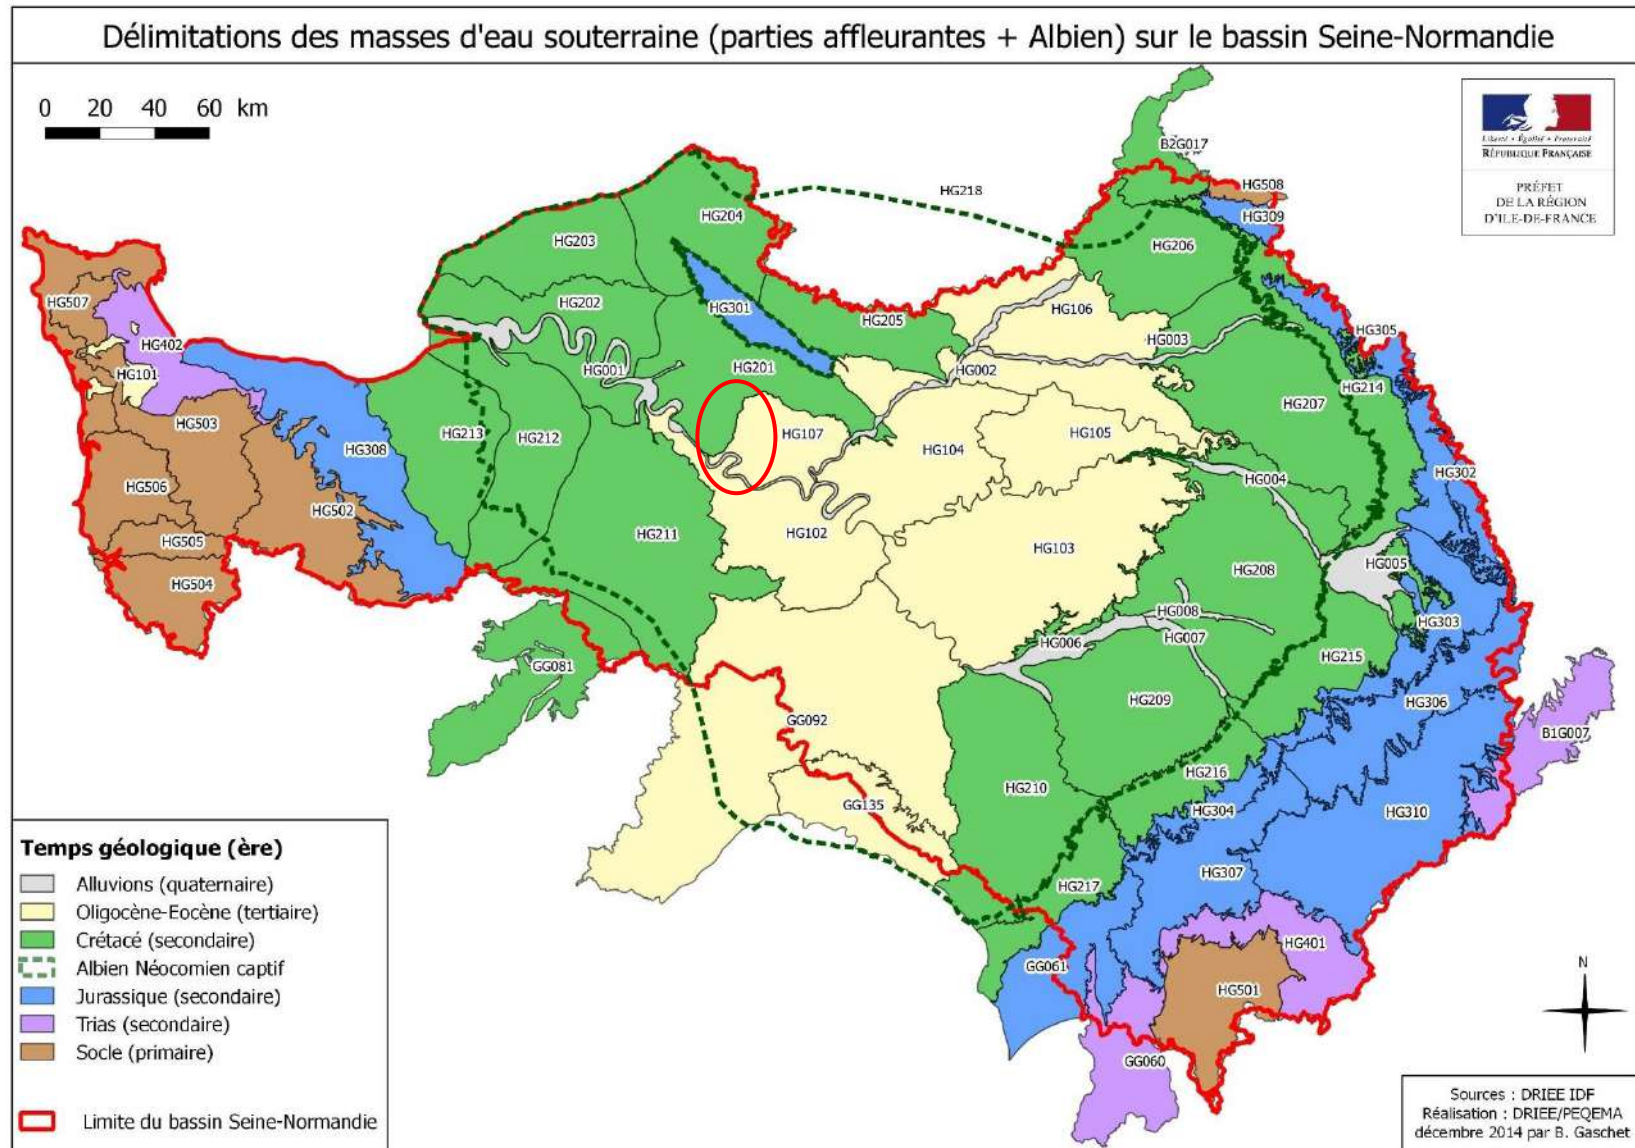 Délimitations des masses d'eau souterraine (parties affleurantes + Albien) sur le bassin Seine-Normandie
0 20 40 60 km
Liberté • Égalité • Fraternité
RÉPUBLIQUE FRANÇAISE
PRÉFET
DE LA RÉGION
D'ILE-DE-FRANCE
B2G017
HG508
HG218
HG309
HG204
HG203
HG206
HG507
HG202
HG301
HG106
HG205
HG305
HG402
HG003
HG001
HG201
HG002
HG101
HG214
HG207
HG503
HG213
HG212
HG107
HG105
HG308
HG104
HG302
HG506
HG004
HG502
HG211
HG102
HG505
HG103
HG005
HG208
HG504
HG008
HG303
HG006
HG007
HG215
GG081
HG209
HG306
GG092
B1G007
HG216
HG210
GG135
HG304
HG310
HG307
HG217
HG401
GG061
HG501
GG060
N
Temps géologique (ère)
Alluvions (quaternaire)
Oligocène-Eocène (tertiaire)
Crétacé (secondaire)
Albien Néocomien captif
Jurassique (secondaire)
Trias (secondaire)
Socle (primaire)
Limite du bassin Seine-Normandie
Sources : DRIEE IDF
Réalisation : DRIEE/PEQEMA
décembre 2014 par B. Gaschet